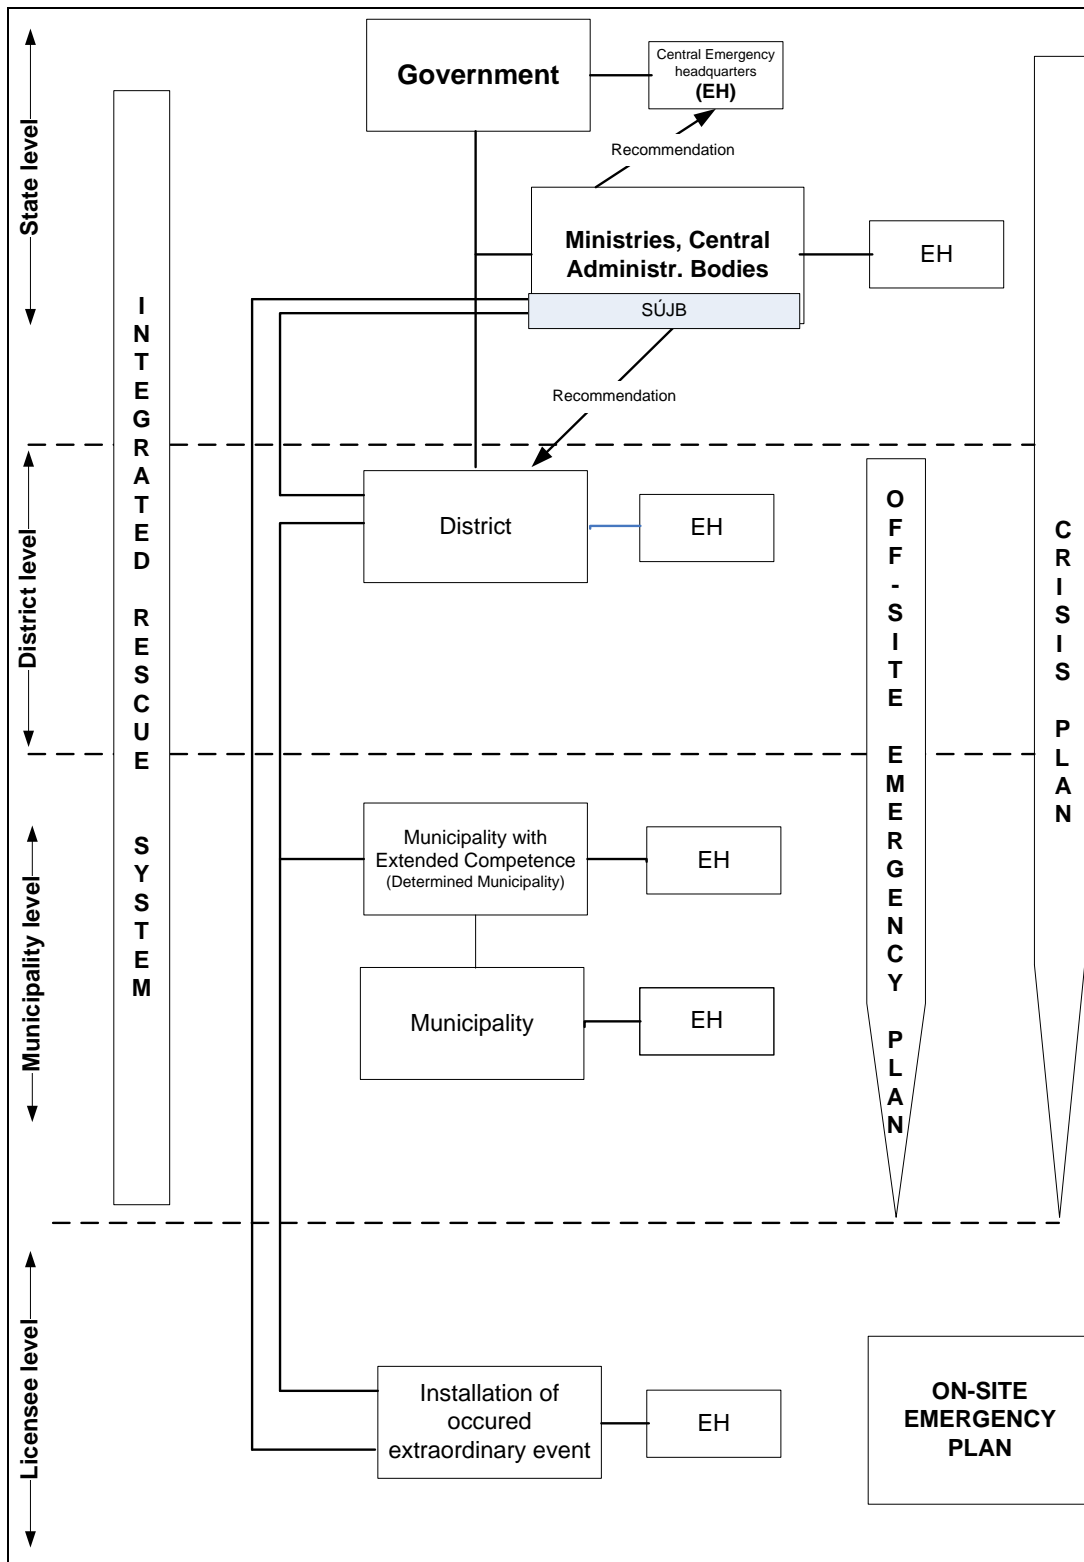 State level
Government
Central Emergency
headquarters
(EH)
Recommendation
Ministries, Central
Administr. Bodies
EH
SÚJB
Recommendation
INTEGRATED RESCUE SYSTEM
District level
District
EH
OFF-SITE EMERGENCY PLAN
CRISIS PLAN
Municipality level
Municipality with
Extended Competence
(Determined Municipality)
EH
Municipality
EH
Licensee level
Installation of
occured
extraordinary event
EH
ON-SITE
EMERGENCY
PLAN